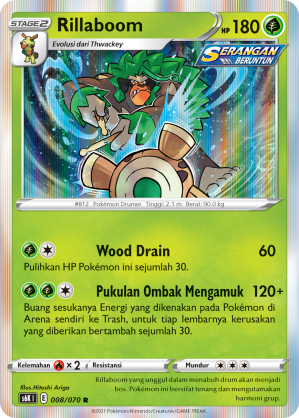 STAGE2
Rillaboom
HP 180
Evolusi dari Thwackey
SERANGAN
BERUNTUN
#812 Pokémon Drumer Tinggi: 2.1 m Berat: 90.0 kg
Wood Drain 60
Pulihkan HP Pokémon ini sejumlah 30.
Pukulan Ombak Mengamuk 120+
Buang sesukanya Energi yang dikenakan pada Pokémon di
Arena sendiri ke Trash, untuk tiap lembarnya kerusakan
yang diberikan bertambah sejumlah 30.
Kelemahan ×2 Resistansi Mundur
Illus. Hitoshi Ariga
S6K I E 008/070 R
Rillaboom yang unggul dalam menabuh drum akan menjadi
bos. Pokémon ini berwatak tenang dan mementingkan
harmoni grup.
©2021 Pokémon/Nintendo/Creatures/GAME FREAK